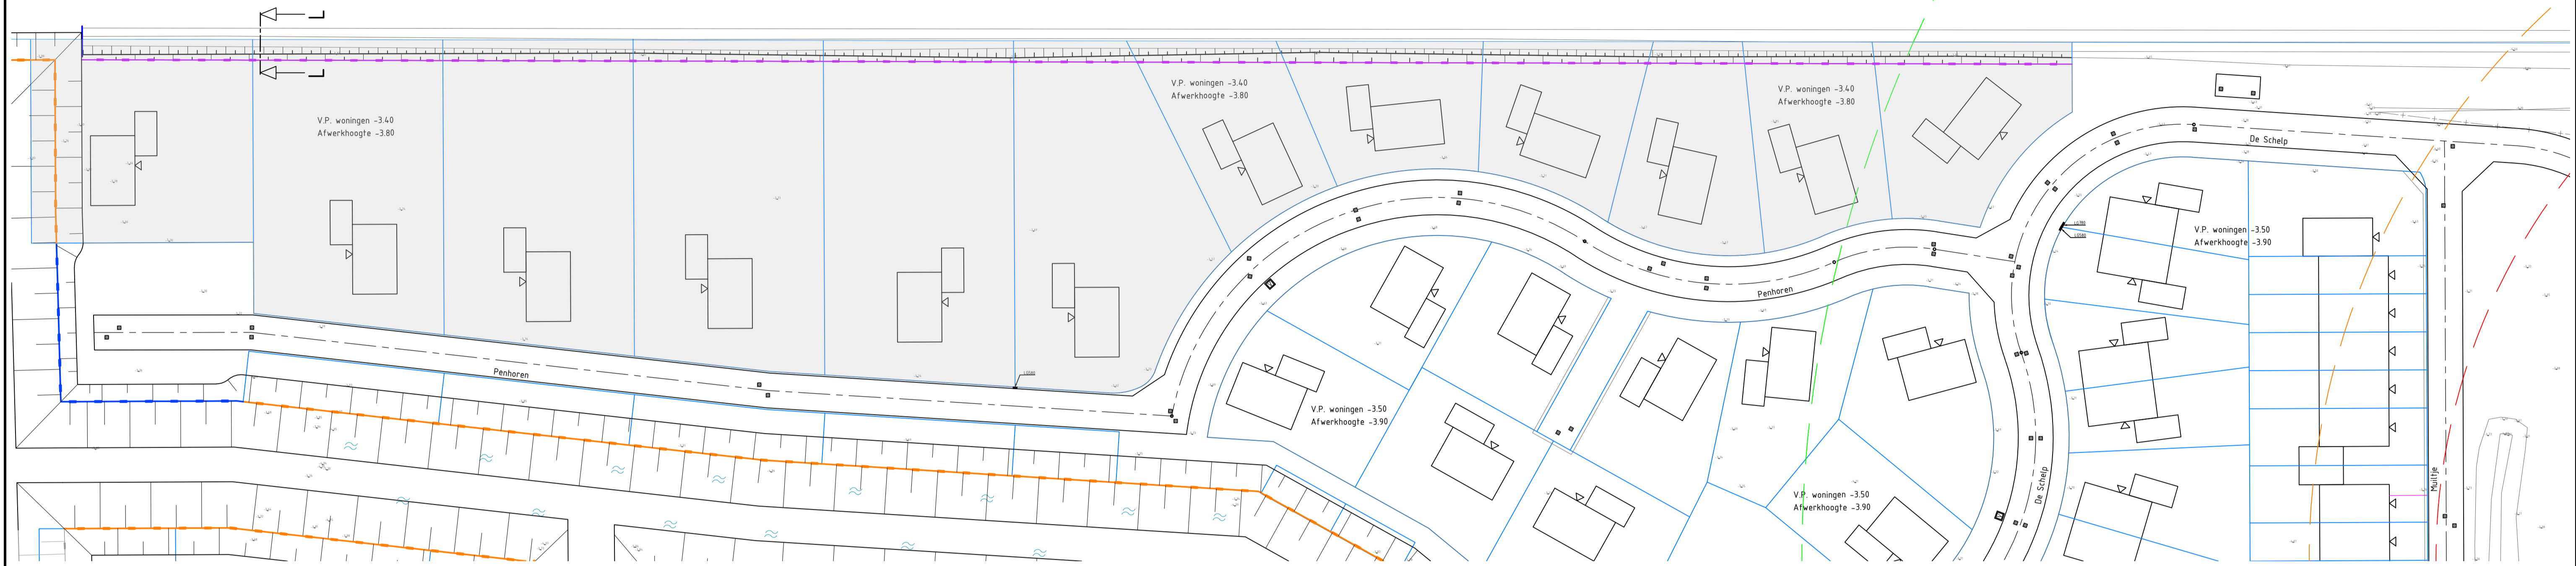 V.P. woningen -3.40
Afwerkhoogte -3.80
V.P. woningen -3.40
Afwerkhoogte -3.80
V.P. woningen -3.40
Afwerkhoogte -3.80
De Schelp
V.P. woningen -3.50
Afwerkhoogte -3.90
Penhoren
Penhoren
V.P. woningen -3.50
Afwerkhoogte -3.90
V.P. woningen -3.50
Afwerkhoogte -3.90
De Schelp
Muiltje